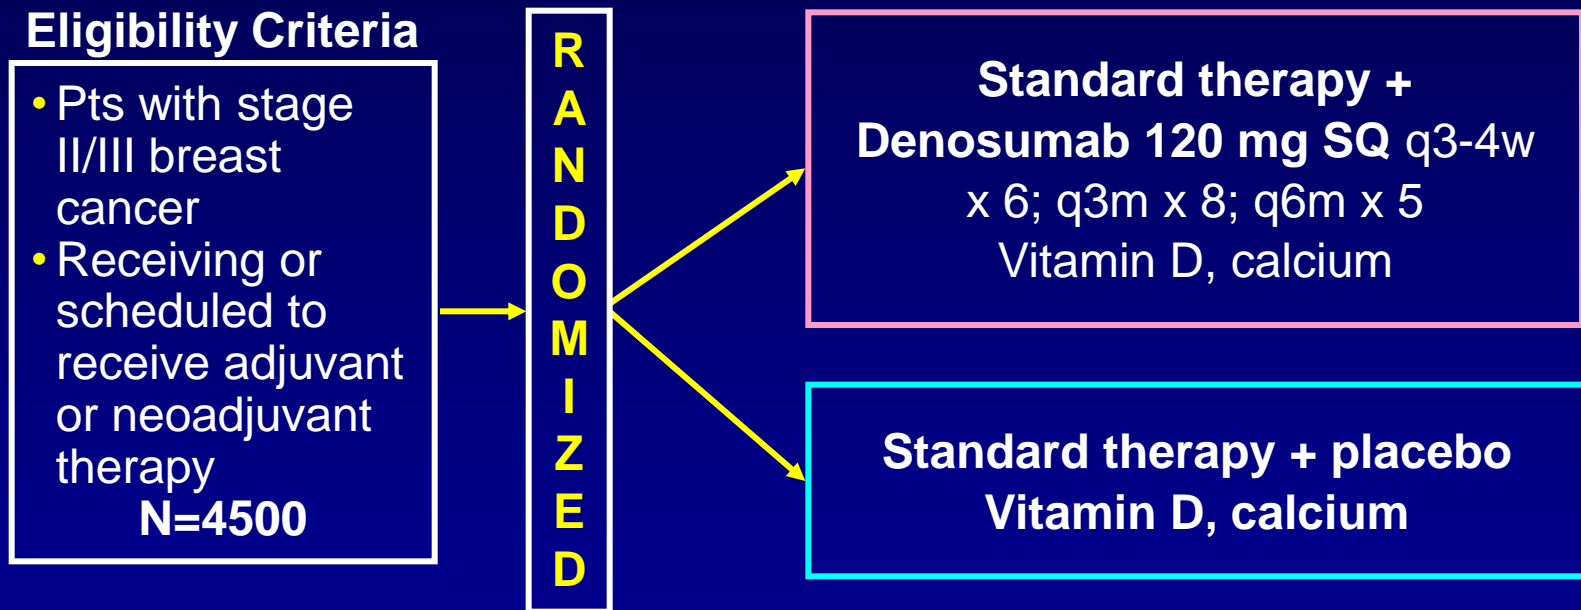 Eligibility Criteria
• Pts with stage
II/III breast
cancer
• Receiving or
scheduled to
receive adjuvant
or neoadjuvant
therapy
N=4500
R
A
N
D
O
M
I
Z
E
D
Standard therapy +
Denosumab 120 mg SQ q3-4w
x 6; q3m x 8; q6m x 5
Vitamin D, calcium
Standard therapy + placebo
Vitamin D, calcium